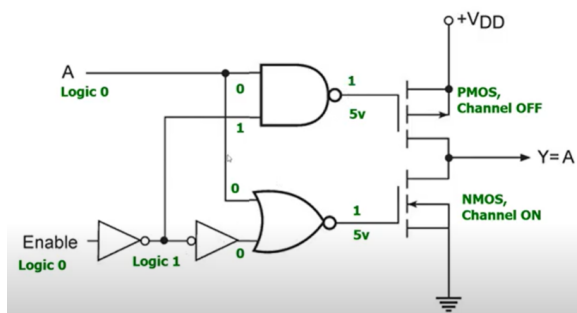 +VDD
A
Logic 0
0
1
1
5v
PMOS,
Channel OFF
Y=A
0
1
5v
NMOS,
Channel ON
Enable
Logic 0
Logic 1
0